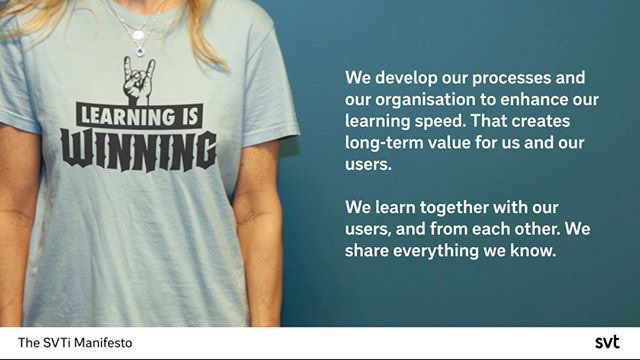 LEARNING IS
WINNING
We develop our processes and
our organisation to enhance our
learning speed. That creates
long-term value for us and our
users.
We learn together with our
users, and from each other. We
share everything we know.
The SVTi Manifesto
svt